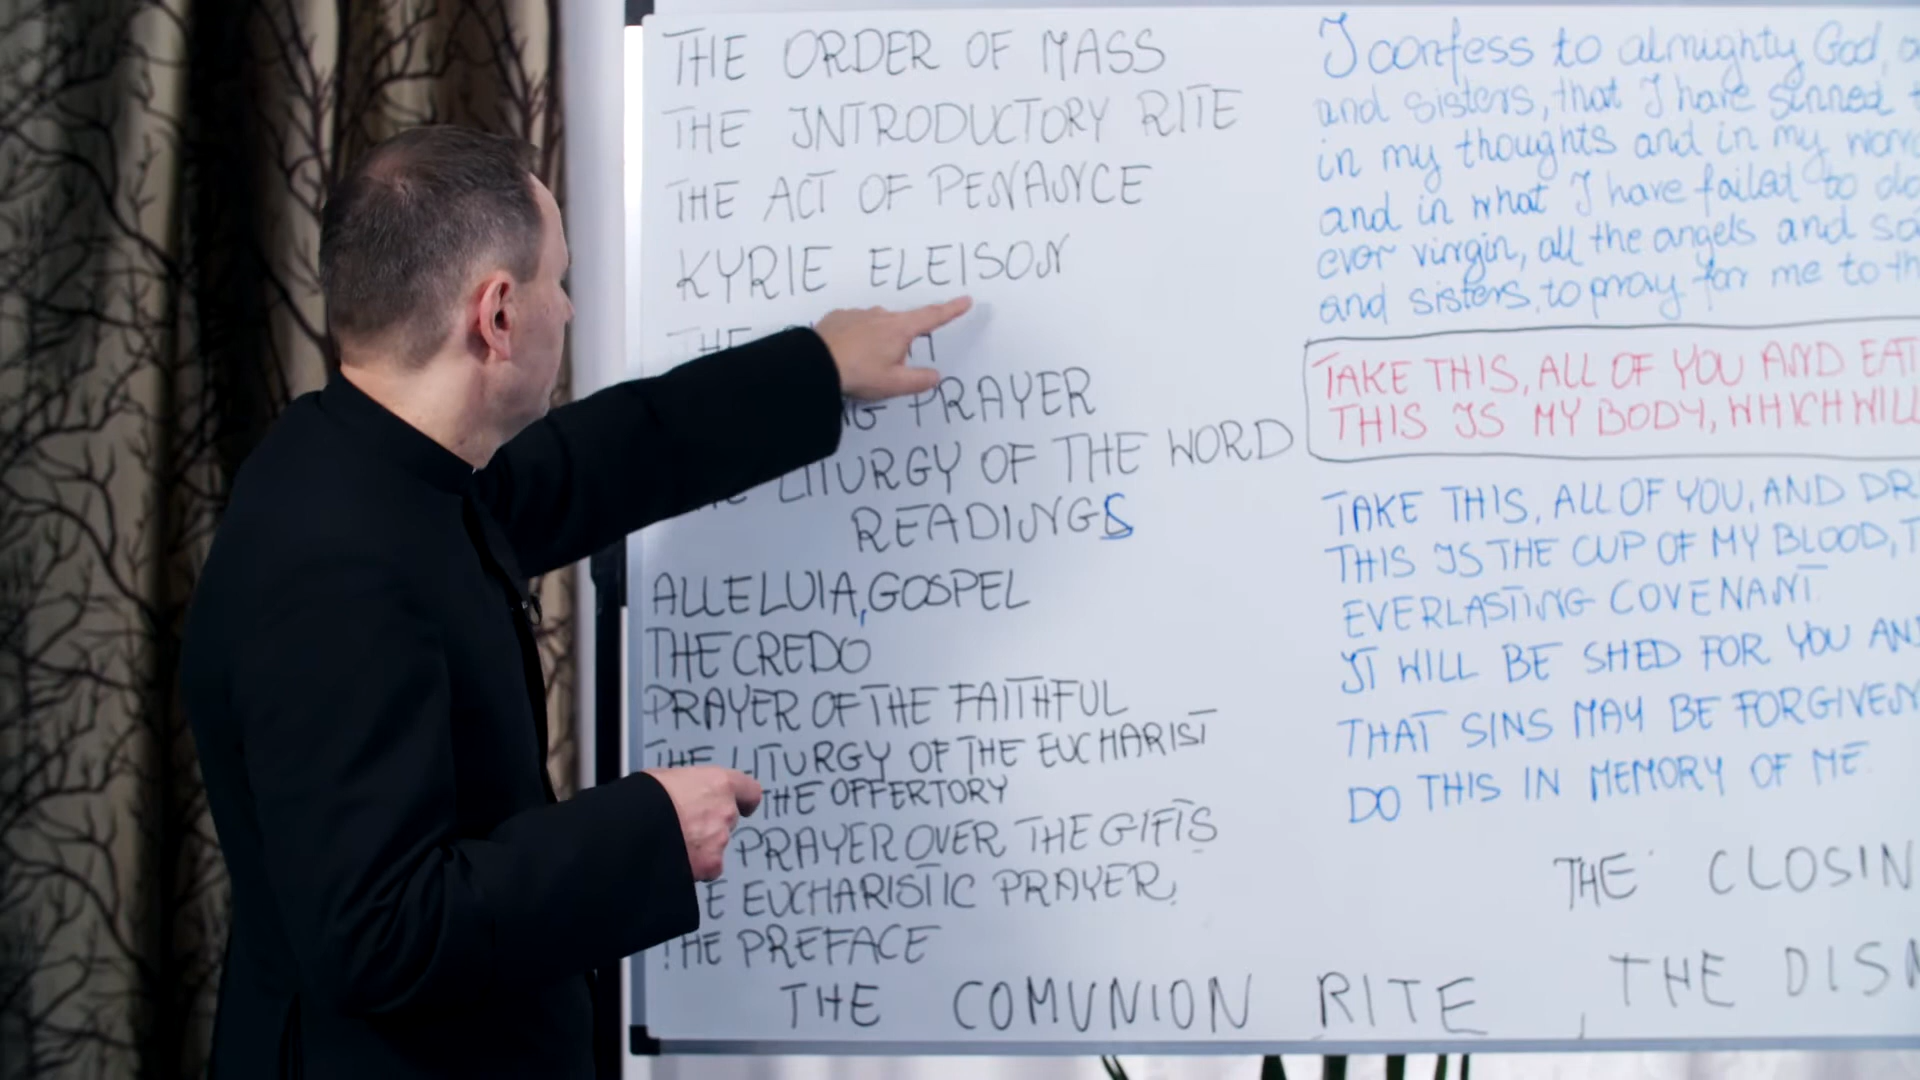 THE ORDER OF MASS
THE INTRODUCTORY RITE
THE ACT OF PENANCE
KYRIE ELEISON
THE
PRAYER
LITURGY OF THE WORD
READINGS
ALLELUIA, GOSPEL
THE CREDO
PRAYER OF THE FAITHFUL
THE LITURGY OF THE EUCHARIST
THE OFFERTORY
PRAYER OVER THE GIFTS
EUCHARISTIC PRAYER
THE PREFACE
THE COMUNION RITE
I confess to almighty God,
and sisters, that I have sinned
in my thoughts and in my
and in what I have failed to
ever virgin, all the angels and
and sisters, to pray for me to
TAKE THIS, ALL OF YOU AND EAT
THIS IS MY BODY, WHICH WILL
TAKE THIS, ALL OF YOU, AND
THIS IS THE CUP OF MY BLOOD,
EVERLASTING COVENANT.
IT WILL BE SHED FOR YOU
THAT SINS MAY BE FORGIVEN
DO THIS IN MEMORY OF ME.
THE
THE